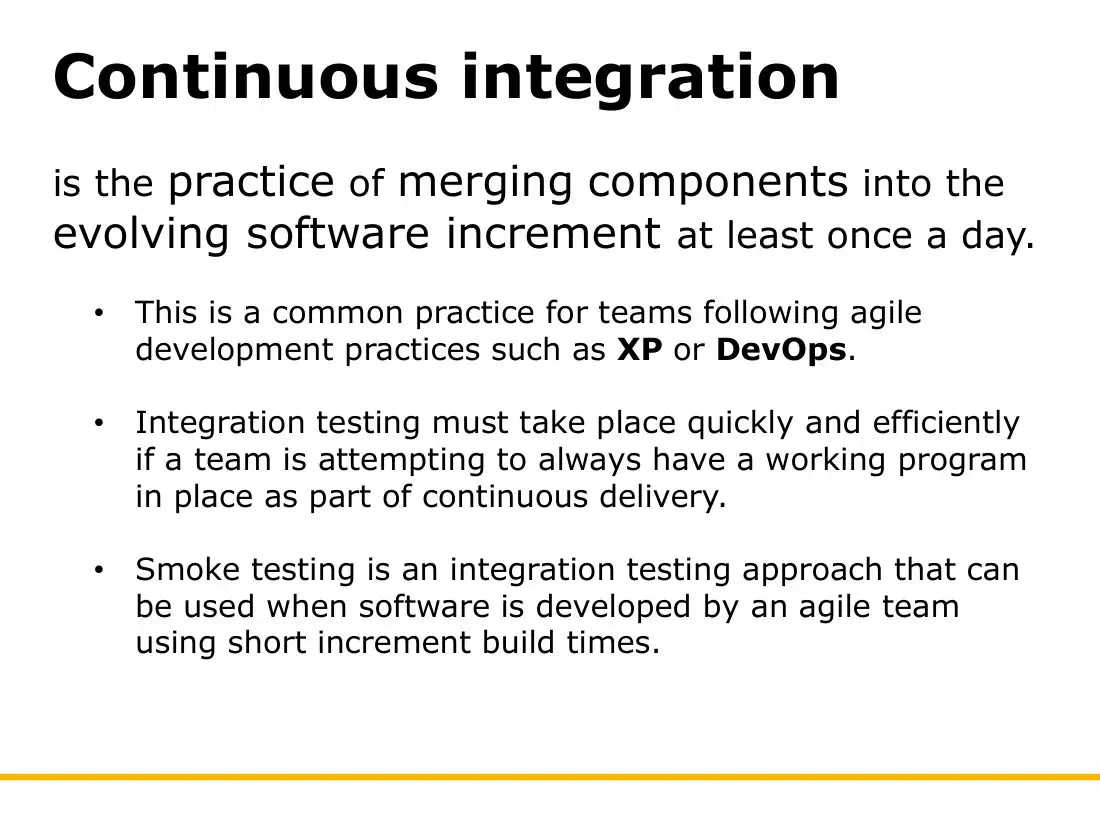 Continuous integration
is the practice of merging components into the
evolving software increment at least once a day.
• This is a common practice for teams following agile
development practices such as XP or DevOps.
• Integration testing must take place quickly and efficiently
if a team is attempting to always have a working program
in place as part of continuous delivery.
• Smoke testing is an integration testing approach that can
be used when software is developed by an agile team
using short increment build times.